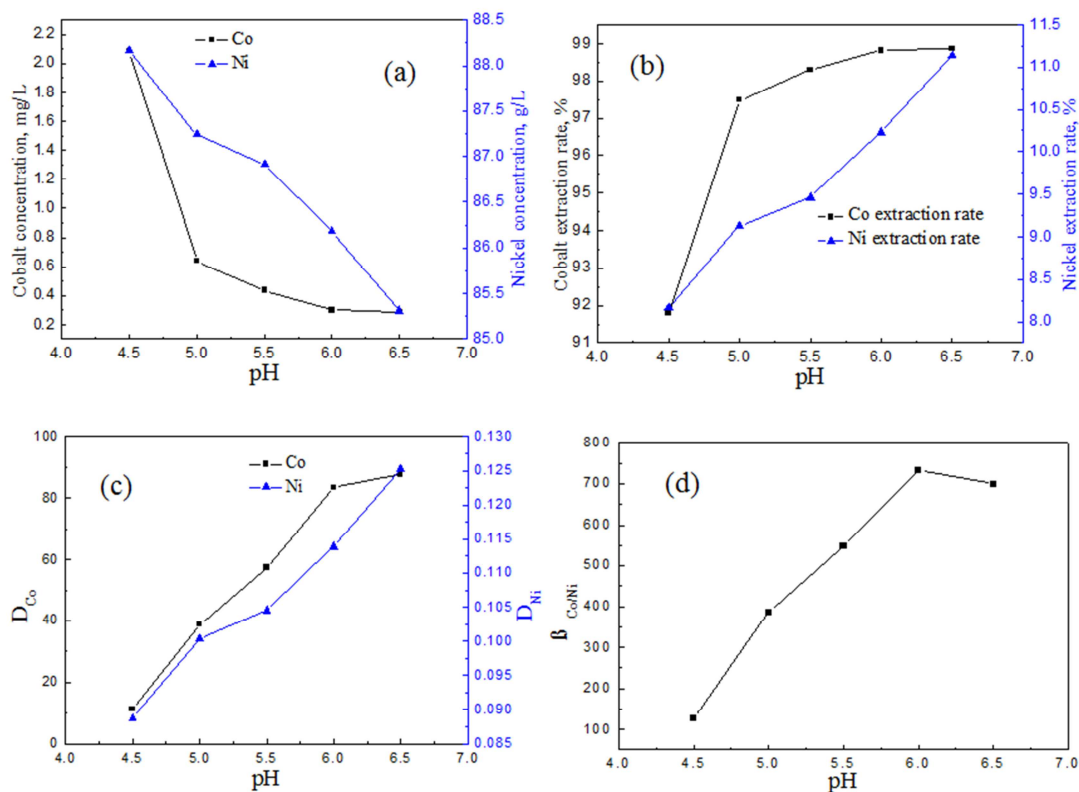 Co
Ni
(a)
Cobalt concentration, mg/L
2.2
2.0
1.8
1.6
1.4
1.2
1.0
0.8
0.6
0.4
0.2
88.5
88.0
87.5
87.0
86.5
86.0
85.5
85.0
Nickel concentration, g/L
4.0 4.5 5.0 5.5 6.0 6.5 7.0
pH
(b)
Cobalt extraction rate, %
99
98
97
96
95
94
93
92
91
Co extraction rate
Ni extraction rate
11.5
11.0
10.5
10.0
9.5
9.0
8.5
8.0
Nickel extraction rate, %
4.0 4.5 5.0 5.5 6.0 6.5 7.0
pH
(c)
Co
Ni
D Co
100
80
60
40
20
0
0.130
0.125
0.120
0.115
0.110
0.105
0.100
0.095
0.090
0.085
D Ni
4.0 4.5 5.0 5.5 6.0 6.5 7.0
pH
(d)
β Co/Ni
800
700
600
500
400
300
200
100
4.0 4.5 5.0 5.5 6.0 6.5 7.0
pH